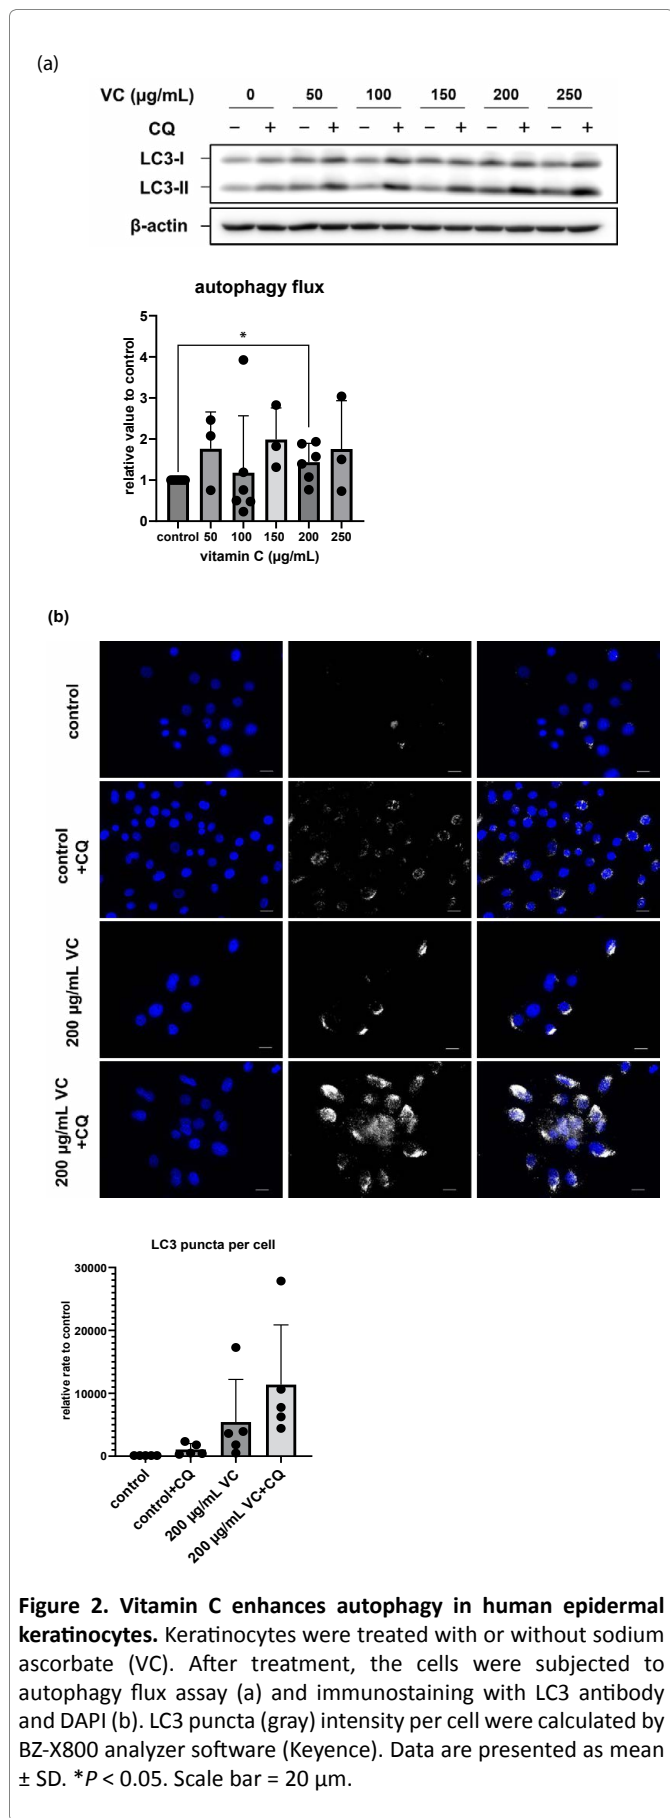 (a)
VC (µg/mL) 0 50 100 150 200 250
CQ − + − + − + − + − + − +
LC3-I
LC3-II
β-actin
autophagy flux
5
4
3
2
1
0
relative value to control
*
control 50 100 150 200 250
vitamin C (µg/mL)
(b)
control
control
+CQ
200 µg/mL VC
200 µg/mL VC
+CQ
LC3 puncta per cell
30000
20000
10000
0
relative rate to control
control
control+CQ
200 µg/mL VC
200 µg/mL VC+CQ
Figure 2. Vitamin C enhances autophagy in human epidermal
keratinocytes. Keratinocytes were treated with or without sodium
ascorbate (VC). After treatment, the cells were subjected to
autophagy flux assay (a) and immunostaining with LC3 antibody
and DAPI (b). LC3 puncta (gray) intensity per cell were calculated by
BZ-X800 analyzer software (Keyence). Data are presented as mean
± SD. *P < 0.05. Scale bar = 20 µm.